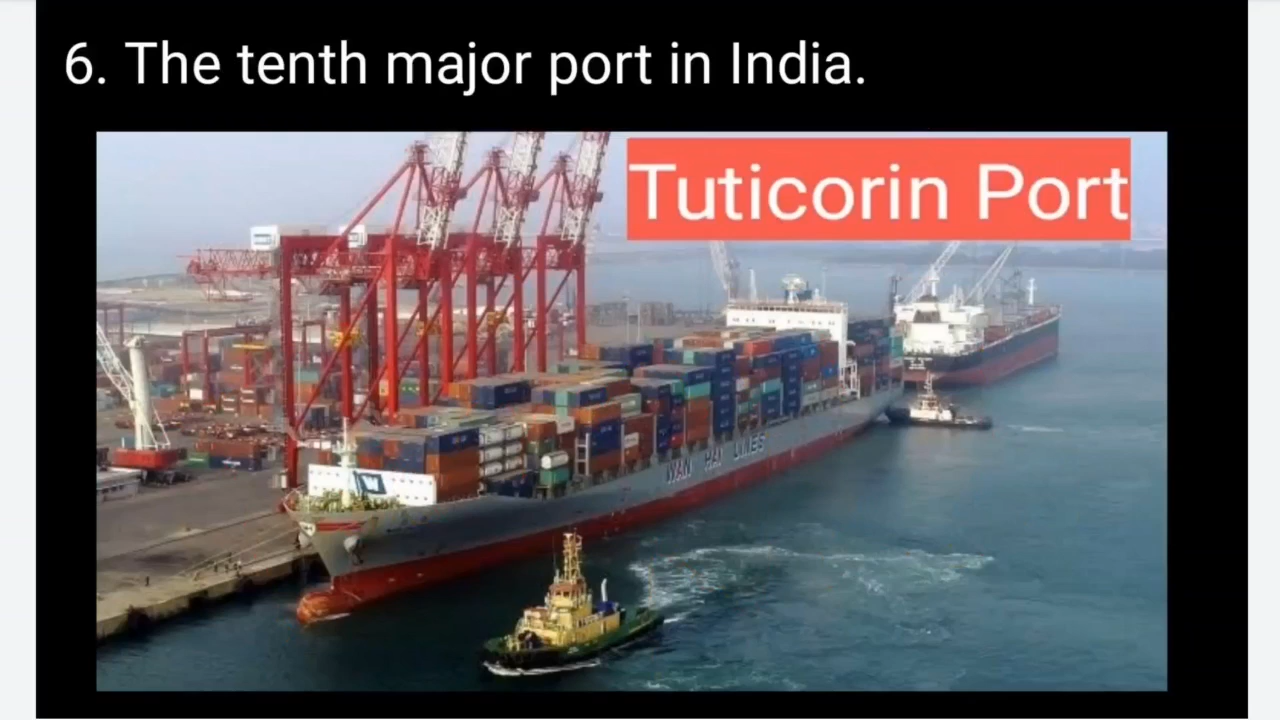 6. The tenth major port in India.
Tuticorin Port
WAN HAI LINES